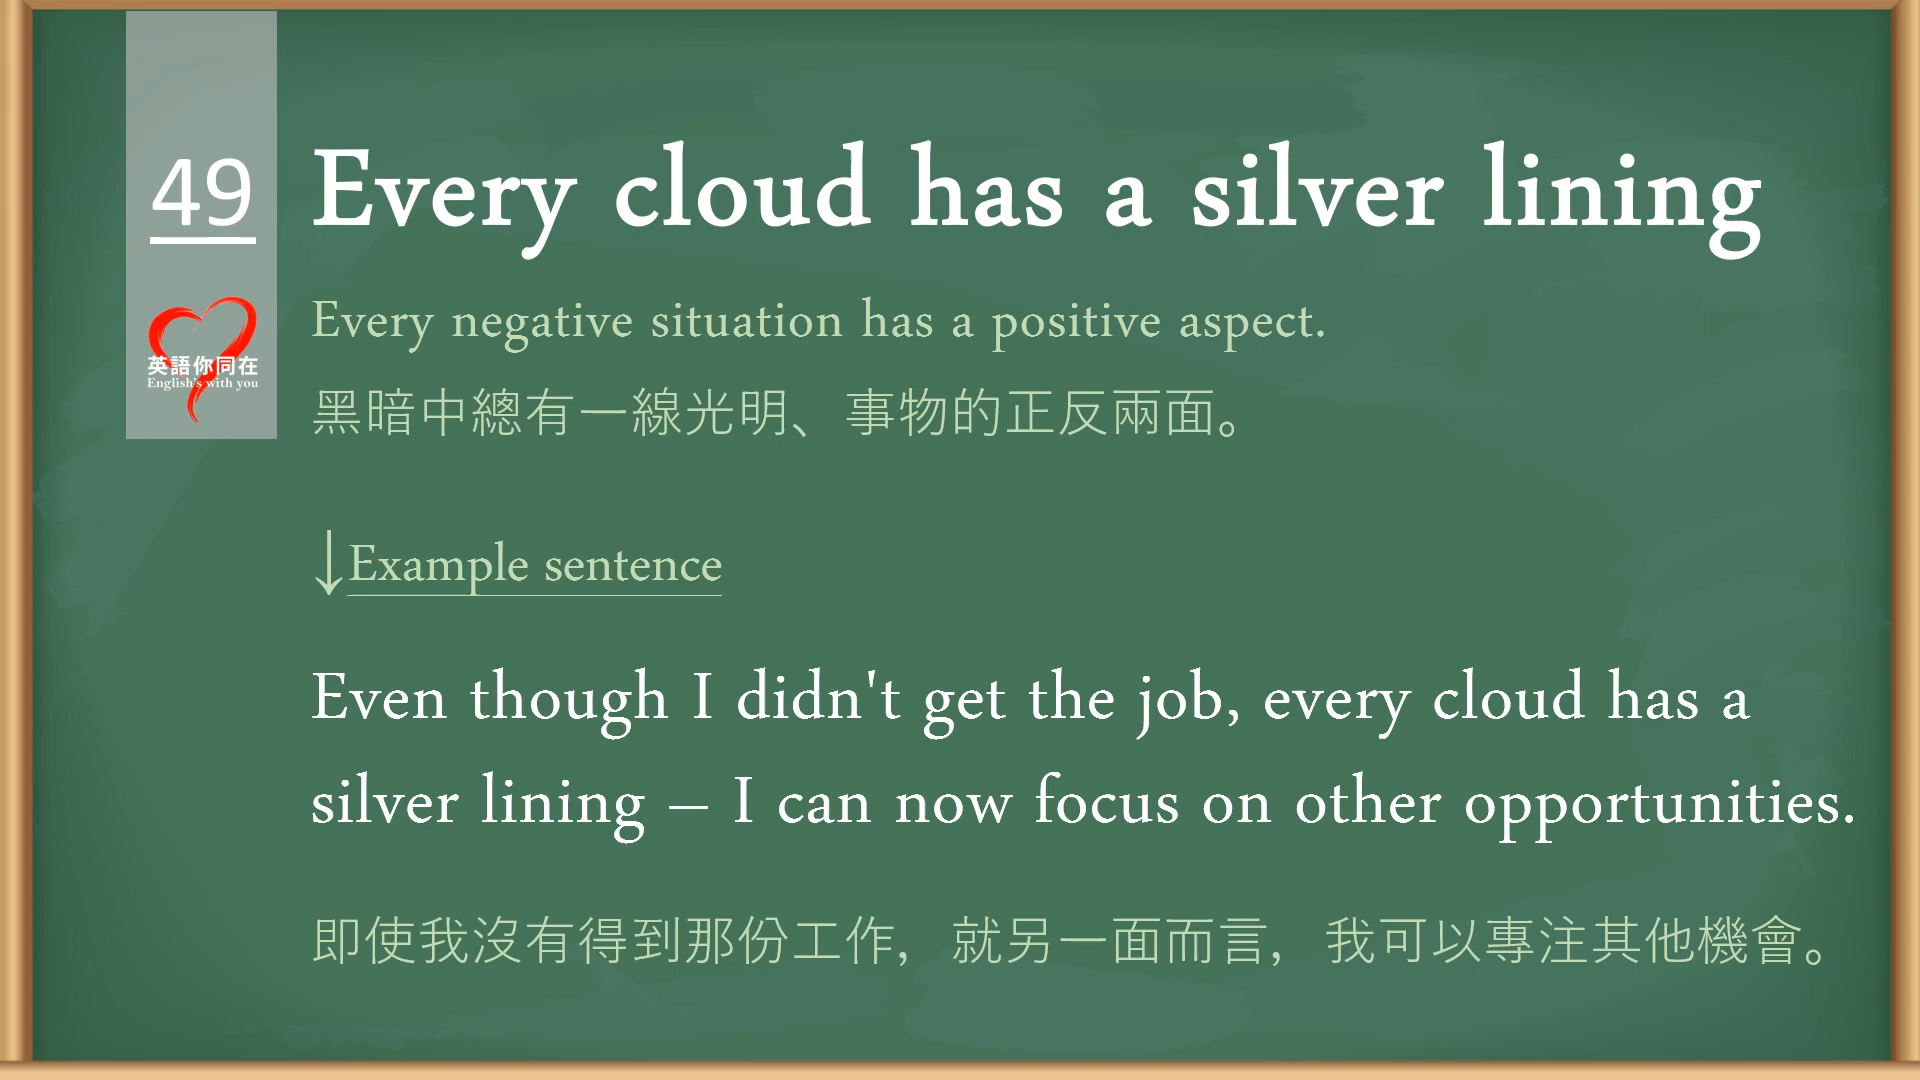 49
Every cloud has a silver lining
英語你同在
English's with you
Every negative situation has a positive aspect.
黑暗中總有一線光明、事物的正反兩面。
↓Example sentence
Even though I didn't get the job, every cloud has a
silver lining – I can now focus on other opportunities.
即使我沒有得到那份工作，就另一面而言，我可以專注其他機會。